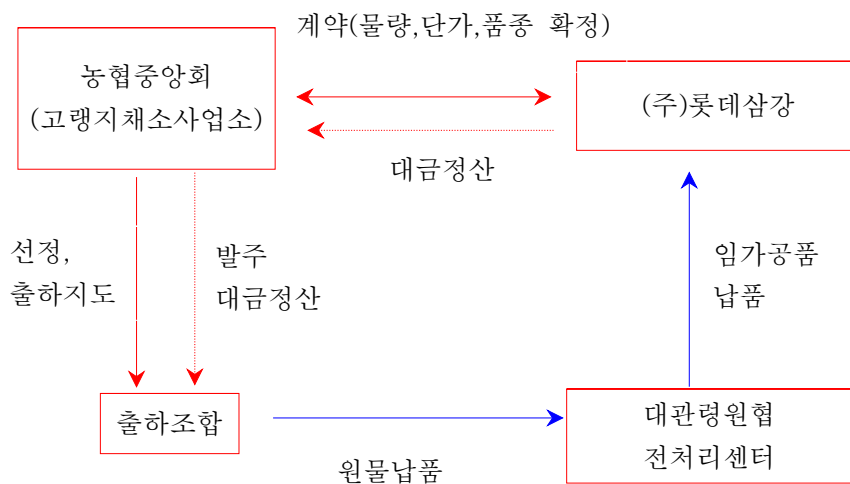 계약(물량,단가,품종 확정)
농협중앙회
(고랭지채소사업소)
(주)롯데삼강
대금정산
선정,
출하지도
발주
대금정산
임가공품
납품
출하조합
대관령원협
전처리센터
원물납품